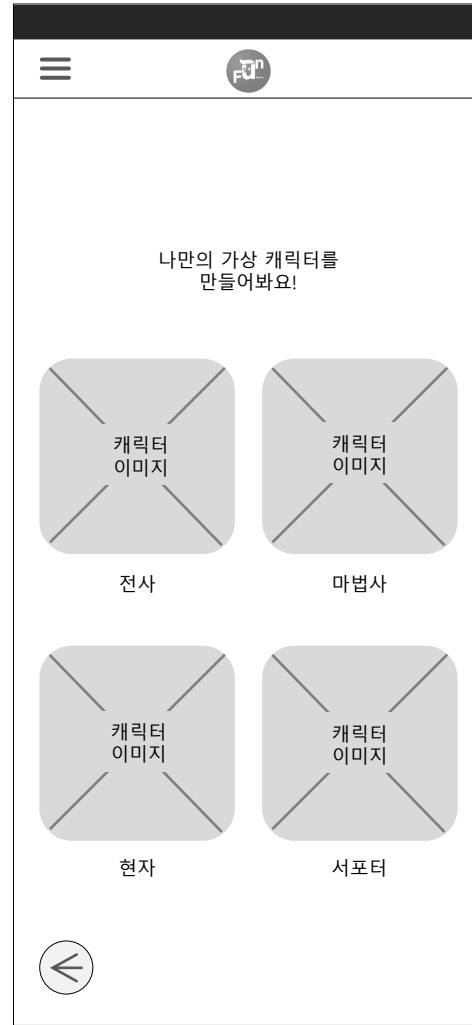 Fun
나만의 가상 캐릭터를
만들어봐요!
캐릭터
이미지
캐릭터
이미지
전사
마법사
캐릭터
이미지
캐릭터
이미지
현자
서포터